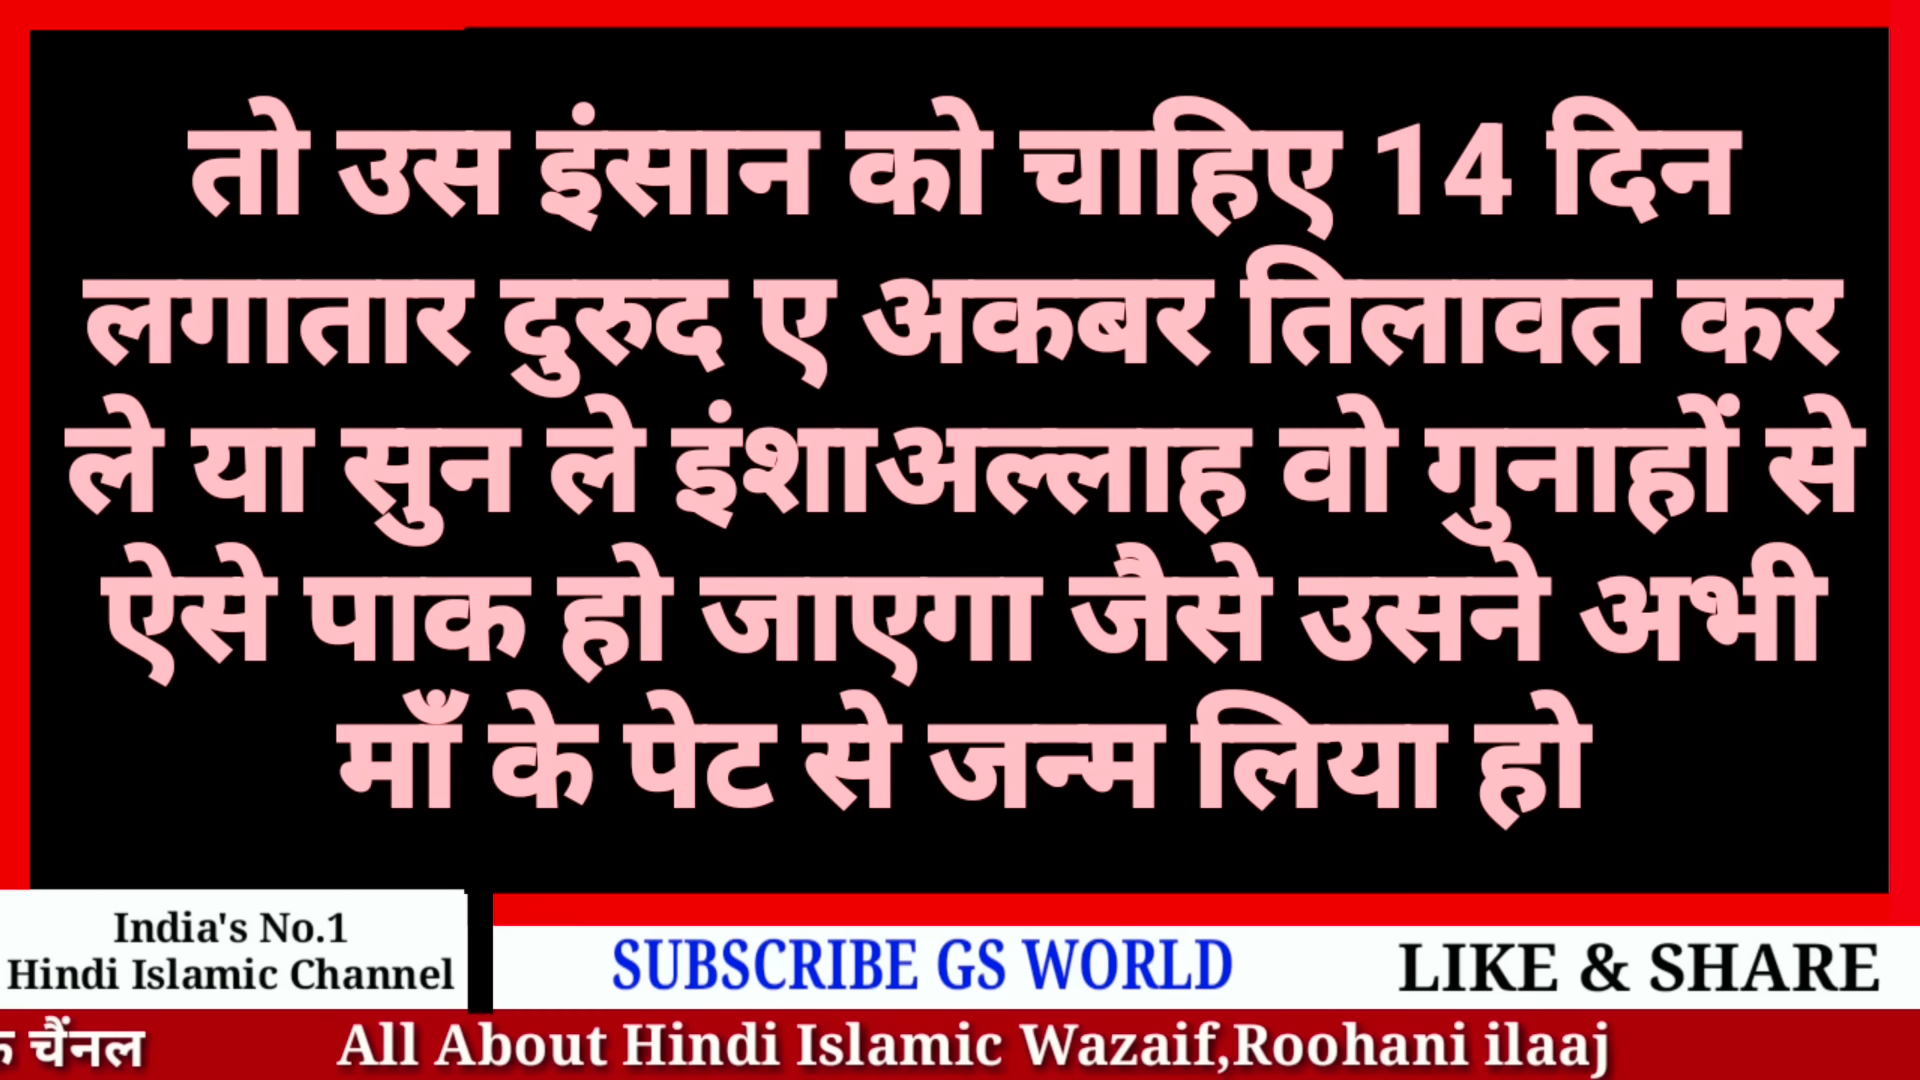 तो उस इंसान को चाहिए 14 दिन
लगातार दुरुद ए अकबर तिलावत कर
ले या सुन ले इंशाअल्लाह वो गुनाहों से
ऐसे पाक हो जाएगा जैसे उसने अभी
माँ के पेट से जन्म लिया हो
India's No.1
Hindi Islamic Channel
SUBSCRIBE GS WORLD
LIKE & SHARE
चैंनल All About Hindi Islamic Wazaif,Roohani ilaaj